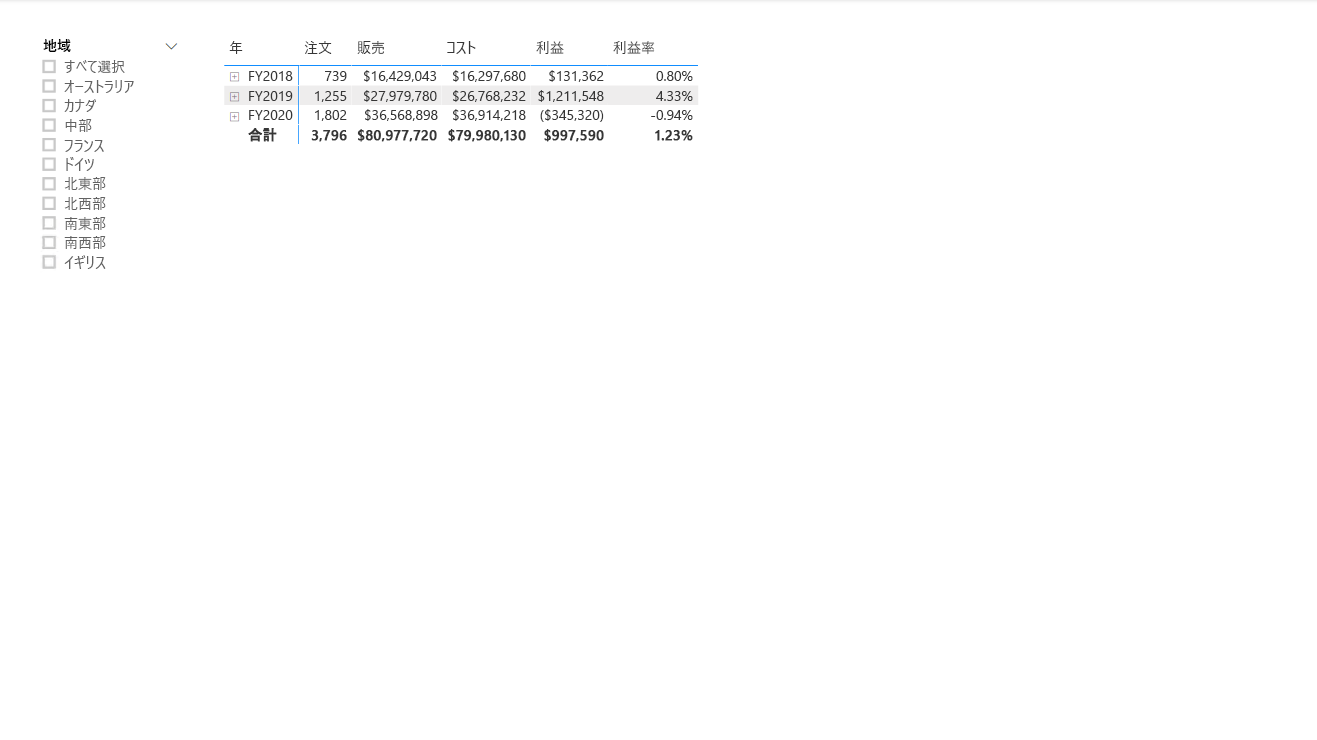 地域
すべて選択
オーストラリア
カナダ
中部
フランス
ドイツ
北東部
北西部
南東部
南西部
イギリス
年 注文 販売 コスト 利益 利益率
FY2018 739 $16,429,043 $16,297,680 $131,362 0.80%
FY2019 1,255 $27,979,780 $26,768,232 $1,211,548 4.33%
FY2020 1,802 $36,568,898 $36,914,218 ($345,320) -0.94%
合計 3,796 $80,977,720 $79,980,130 $997,590 1.23%